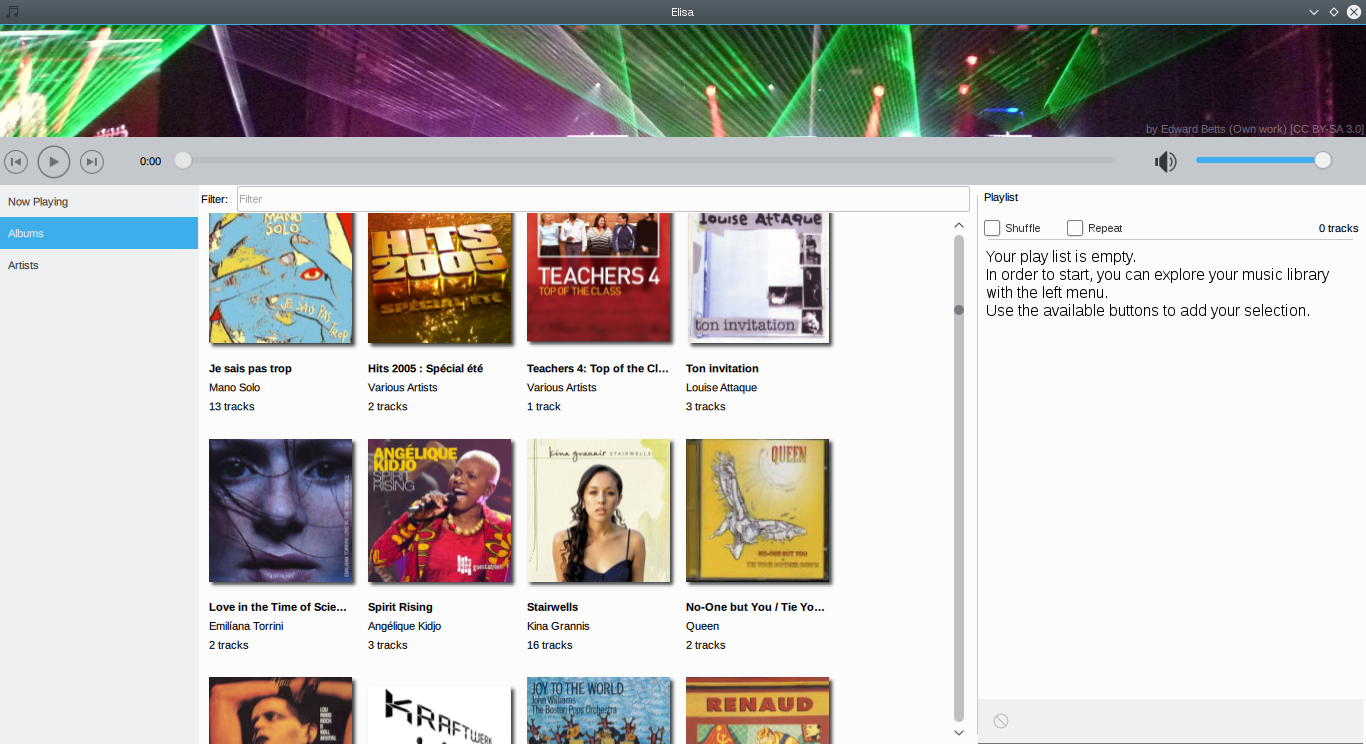 Elisa
by Edward Betts (Own work) [CC BY-SA 3.0]
0:00
Now Playing
Albums
Artists
Filter:
Filter
MANO
SOLO
JE SAIS PAS
TROP
HITS
2005
SPÉCIAL ÉTÉ
TEACHERS 4
TOP OF THE CLASS
Louise Attaque
ton invitation
Je sais pas trop
Mano Solo
13 tracks
Hits 2005 : Spécial été
Various Artists
2 tracks
Teachers 4: Top of the Cl...
Various Artists
1 track
Ton invitation
Louise Attaque
3 tracks
ANGÉLIQUE
KIDJO
SPIRIT
RISING
kina grannis STAIRWELLS
QUEEN
NO-ONE BUT YOU
TIE YOUR MOTHER DOWN
Love in the Time of Scie...
Emilíana Torrini
2 tracks
Spirit Rising
Angélique Kidjo
3 tracks
Stairwells
Kina Grannis
16 tracks
No-One but You / Tie Yo...
Queen
2 tracks
LOU
REED
ROCK
N
ROLL
ANIMAL
KRAFTWERK
JOY TO THE WORLD
John Williams
The Boston Pops Orchestra
RENAUD
Playlist
Shuffle
Repeat
0 tracks
Your play list is empty.
In order to start, you can explore your music library
with the left menu.
Use the available buttons to add your selection.